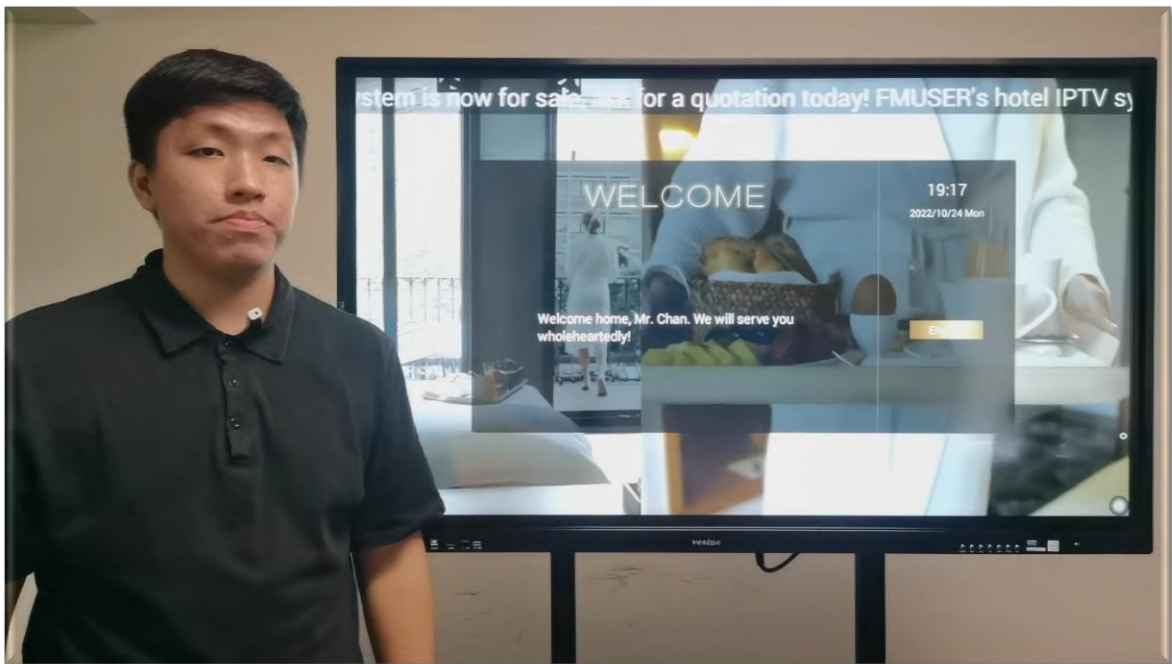 ystem is now for sale, ask for a quotation today! FMUSER's hotel IPTV sy
WELCOME
19:17
2022/10/24 Mon
Welcome home, Mr. Chan. We will serve you
wholeheartedly!